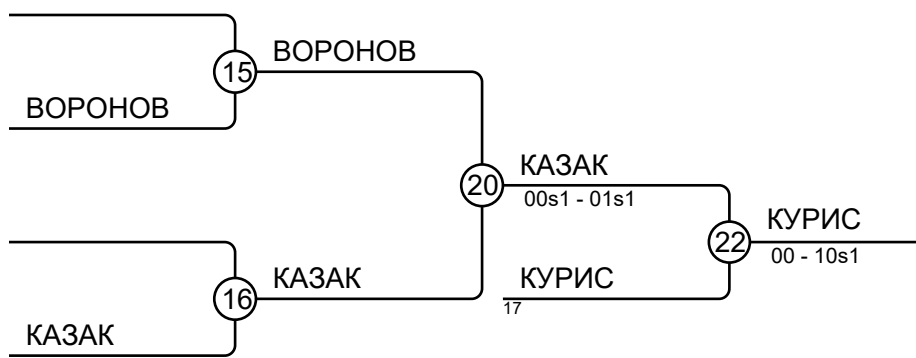 ВОРОНОВ
15
ВОРОНОВ
КАЗАК
20
00s1 - 01s1
КУРИС
22
00 - 10s1
КАЗАК
КУРИС
16
17
КАЗАК